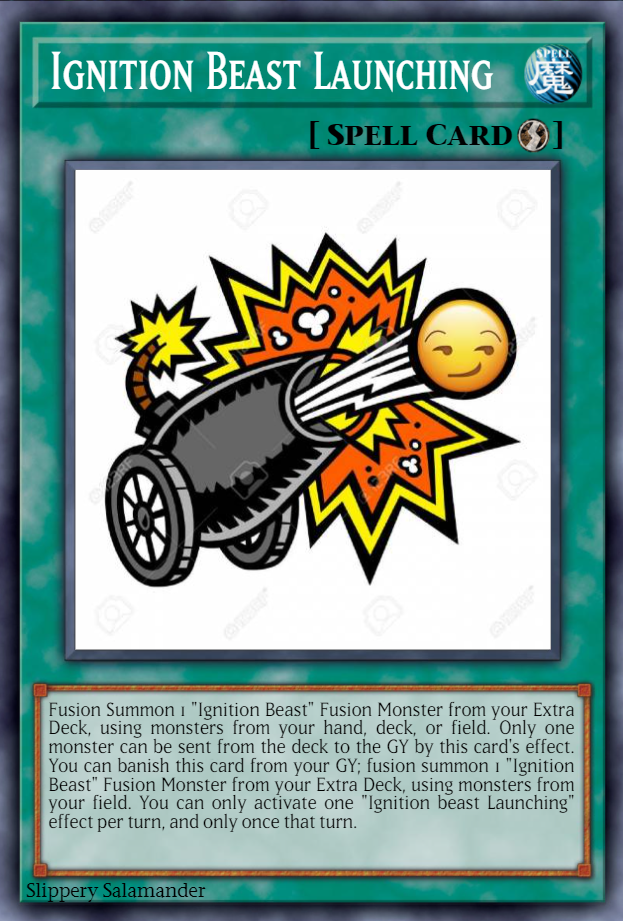 Ignition Beast Launching
SPELL
魔
[ Spell Card ]
Fusion Summon 1 "Ignition Beast" Fusion Monster from your Extra
Deck, using monsters from your hand, deck, or field. Only one
monster can be sent from the deck to the GY by this card's effect.
You can banish this card from your GY; fusion summon 1 "Ignition
Beast" Fusion Monster from your Extra Deck, using monsters from
your field. You can only activate one "Ignition beast Launching"
effect per turn, and only once that turn.
Slippery Salamander